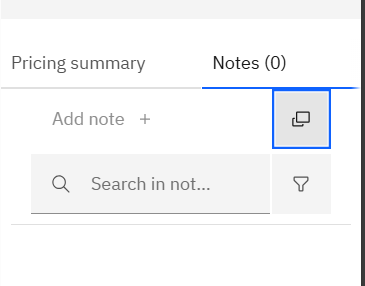 Pricing summary
Notes (0)
Add note +
Search in not...